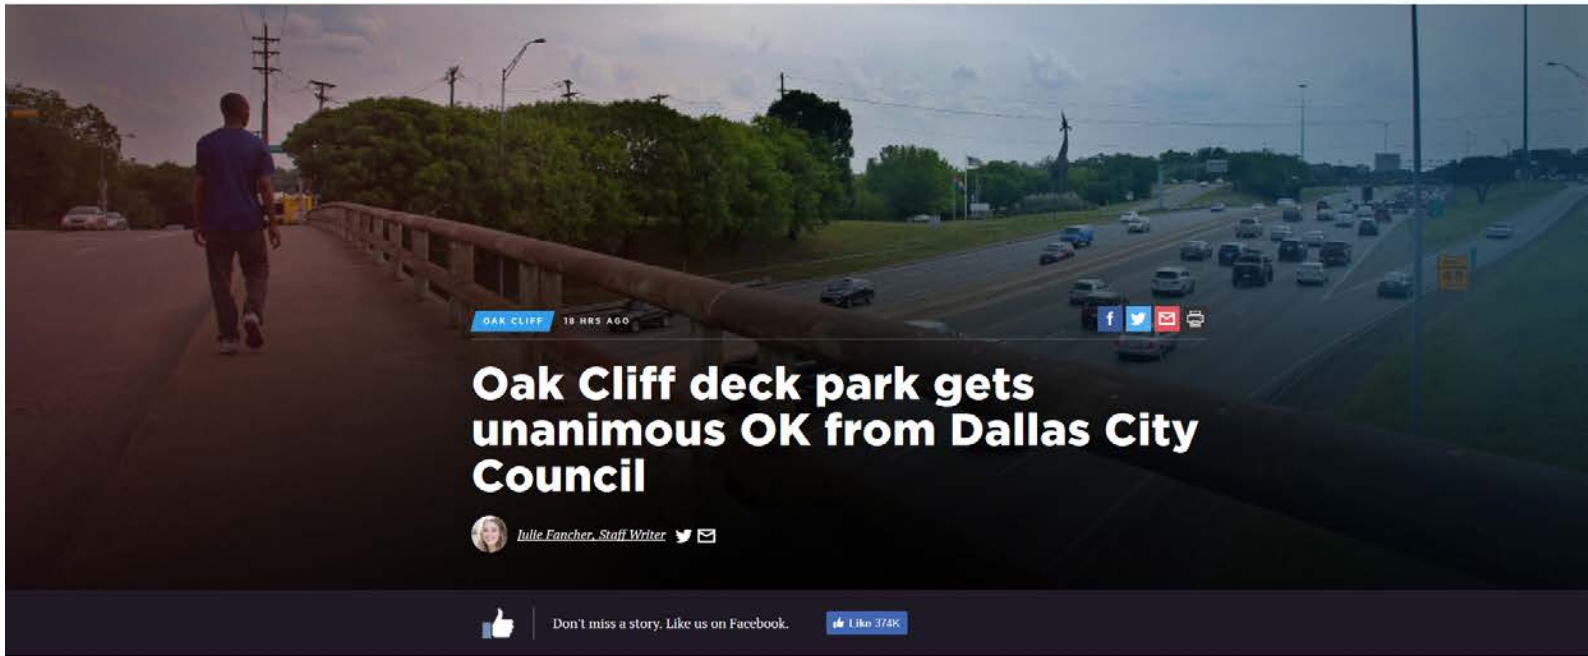 OAK CLIFF 18 HRS AGO
Oak Cliff deck park gets
unanimous OK from Dallas City
Council
Julie Fancher, Staff Writer
Don't miss a story. Like us on Facebook.
Like 374K